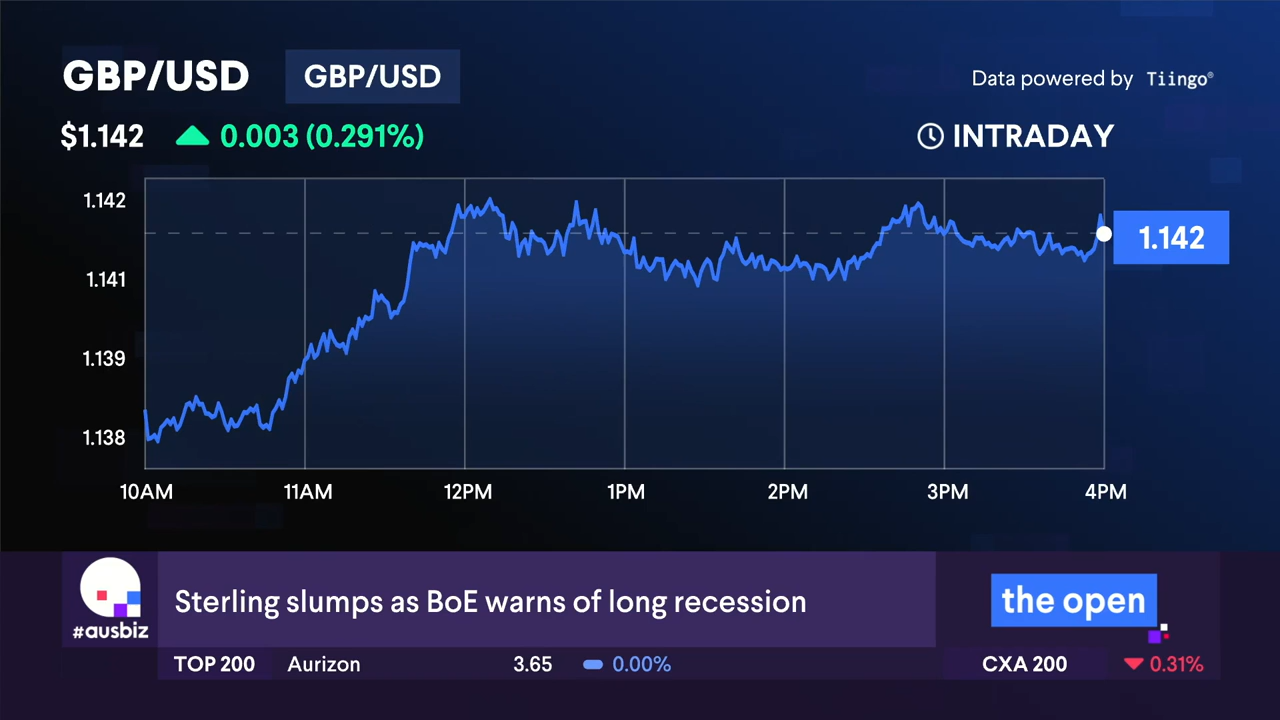 GBP/USD GBP/USD Data powered by Tiingo®
$1.142 0.003 (0.291%) INTRADAY
1.142
1.142
1.141
1.139
1.138
10AM 11AM 12PM 1PM 2PM 3PM 4PM
Sterling slumps as BoE warns of long recession
the open
#ausbiz
TOP 200 Aurizon 3.65 0.00% CXA 200 0.31%